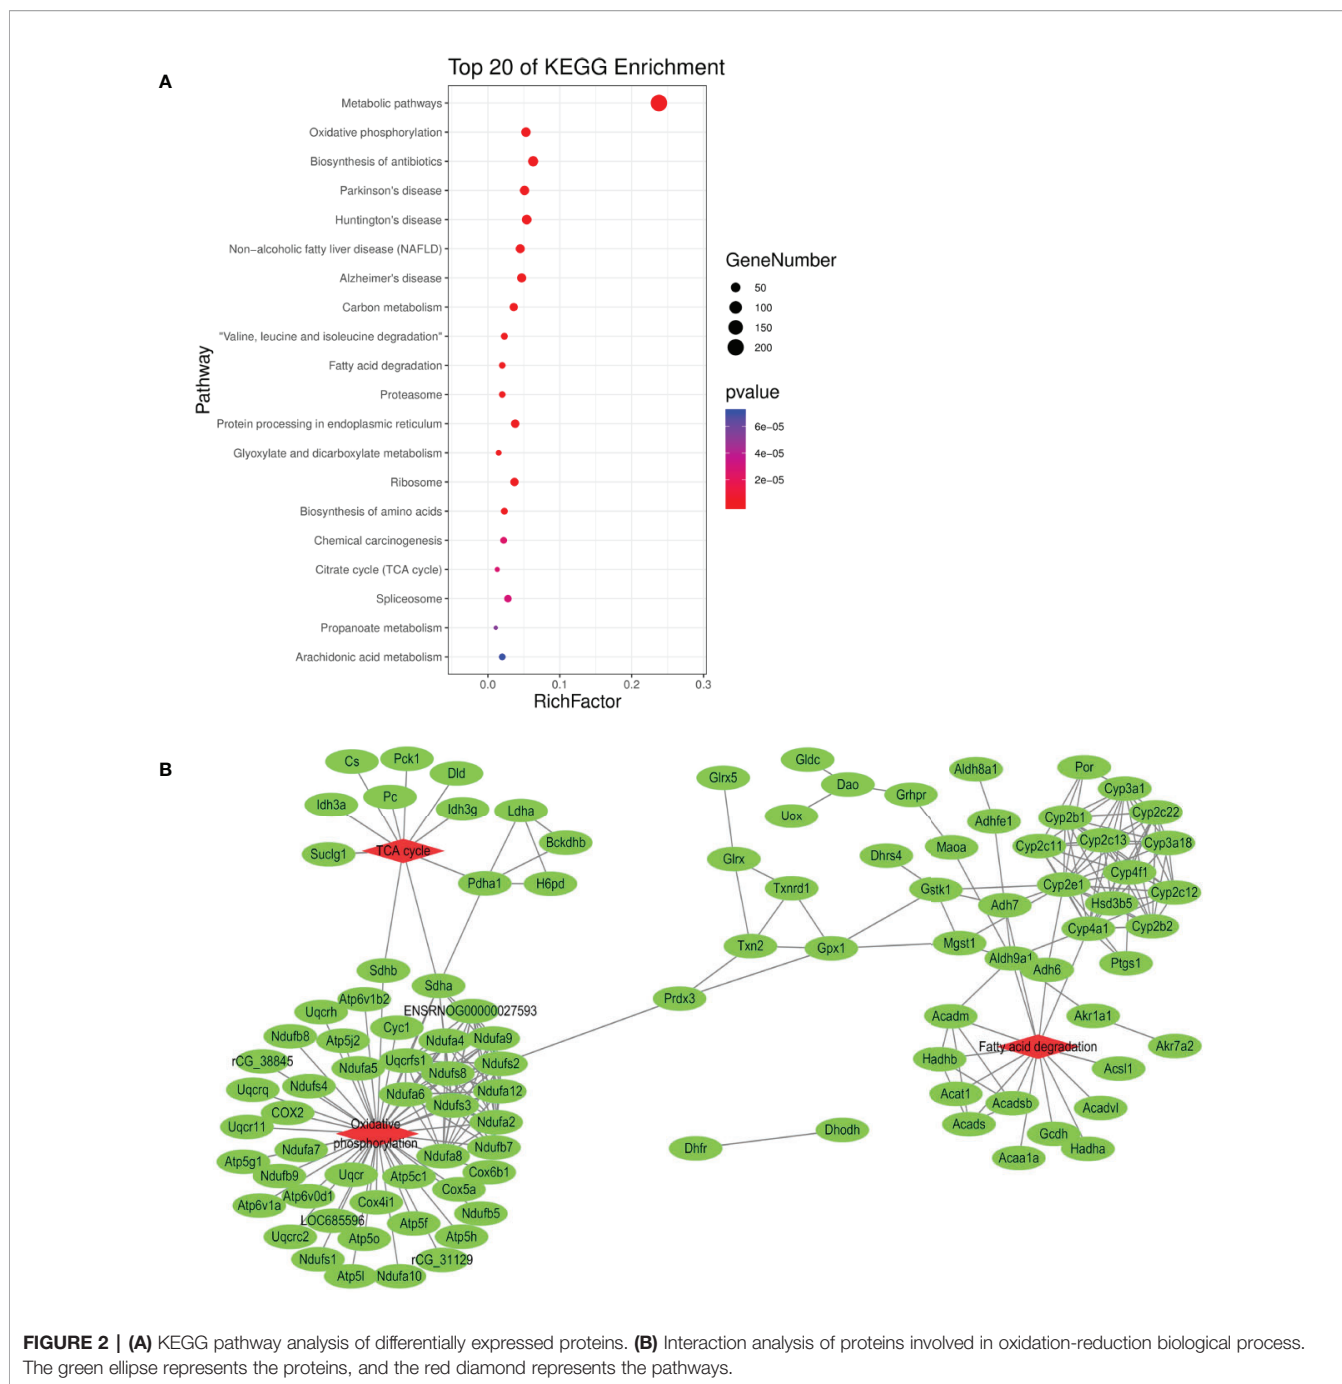 A
Top 20 of KEGG Enrichment
Pathway
Metabolic pathways
Oxidative phosphorylation
Biosynthesis of antibiotics
Parkinson's disease
Huntington's disease
Non−alcoholic fatty liver disease (NAFLD)
Alzheimer's disease
Carbon metabolism
"Valine, leucine and isoleucine degradation"
Fatty acid degradation
Proteasome
Protein processing in endoplasmic reticulum
Glyoxylate and dicarboxylate metabolism
Ribosome
Biosynthesis of amino acids
Chemical carcinogenesis
Citrate cycle (TCA cycle)
Spliceosome
Propanoate metabolism
Arachidonic acid metabolism
0.0 0.1 0.2 0.3
RichFactor
GeneNumber
50
100
150
200
pvalue
6e−05
4e−05
2e−05
B
Cs
Pck1
Dld
Idh3a
Pc
Idh3g
Ldha
Suclg1
TCA cycle
Bckdhb
Pdha1
H6pd
Sdhb
Sdha
Atp6v1b2
ENSRNOG00000027593
Uqcrh
Cyc1
Ndufb8
Atp5j2
Ndufa4
Ndufa9
rCG_38845
Ndufa5
Uqcrfs1
Ndufs8
Ndufs2
Uqcrq
Ndufs4
Ndufa6
Ndufs3
Ndufa12
COX2
Uqcr11
Oxidative
phosphorylation
Ndufa2
Ndufa7
Ndufa8
Ndufb7
Atp5g1
Ndufb9
Uqcr
Atp5c1
Cox6b1
Cox5a
Atp6v1a
Atp6v0d1
Cox4i1
Ndufb5
LOC685596
Atp5f
Uqcrc2
Atp5o
Atp5h
Ndufs1
rCG_31129
Atp5l
Ndufa10
Glrx5
Gldc
Dao
Grhpr
Uox
Glrx
Txnrd1
Dhrs4
Maoa
Gstk1
Txn2
Gpx1
Mgst1
Prdx3
Dhfr
Dhodh
Aldh8a1
Adhfe1
Por
Cyp3a1
Cyp2b1
Cyp2c22
Cyp2c11
Cyp2c13
Cyp3a18
Cyp4f1
Cyp2e1
Cyp2c12
Adh7
Hsd3b5
Cyp4a1
Cyp2b2
Aldh9a1
Adh6
Ptgs1
Acadm
Akr1a1
Hadhb
Fatty acid degradation
Akr7a2
Acsl1
Acat1
Acadsb
Acadvl
Acads
Gcdh
Hadha
Acaa1a
FIGURE 2 | (A) KEGG pathway analysis of differentially expressed proteins. (B) Interaction analysis of proteins involved in oxidation-reduction biological process.
The green ellipse represents the proteins, and the red diamond represents the pathways.